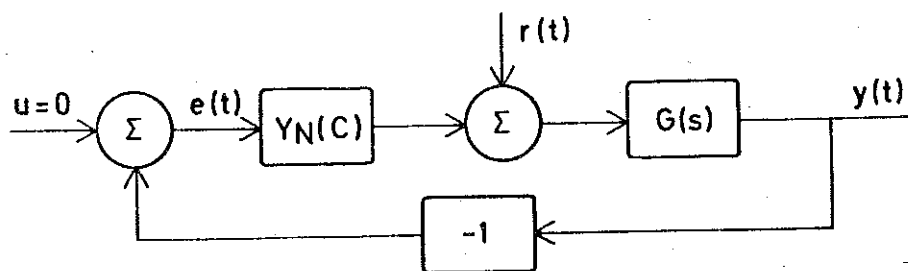 r(t)
u=0
Σ
e(t)
YN(C)
Σ
G(s)
y(t)
-1